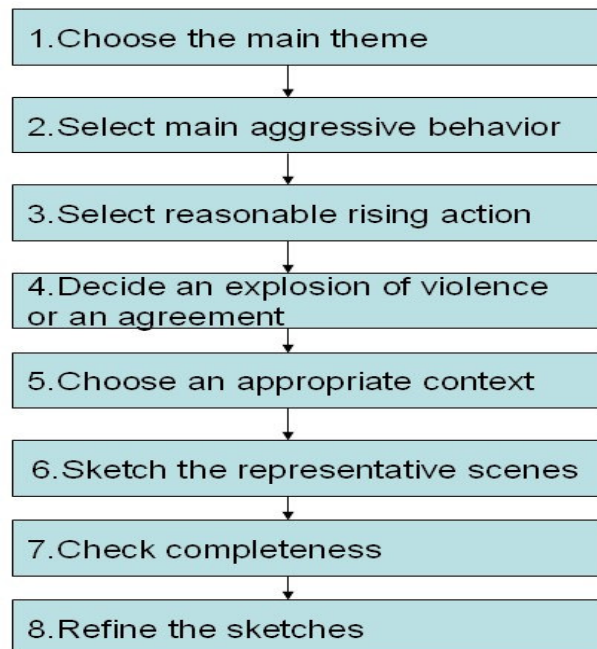 1.Choose the main theme
2.Select main aggressive behavior
3.Select reasonable rising action
4.Decide an explosion of violence
or an agreement
5.Choose an appropriate context
6.Sketch the representative scenes
7.Check completeness
8.Refine the sketches